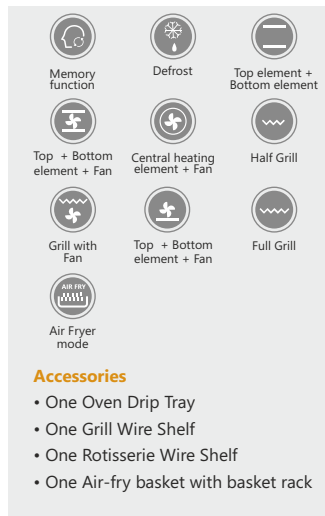 Memory
function
Defrost
Top element +
Bottom element
Top + Bottom
element + Fan
Central heating
element + Fan
Half Grill
Grill with
Fan
Top + Bottom
element + Fan
Full Grill
AIR FRY
Air Fryer
mode
Accessories
• One Oven Drip Tray
• One Grill Wire Shelf
• One Rotisserie Wire Shelf
• One Air-fry basket with basket rack